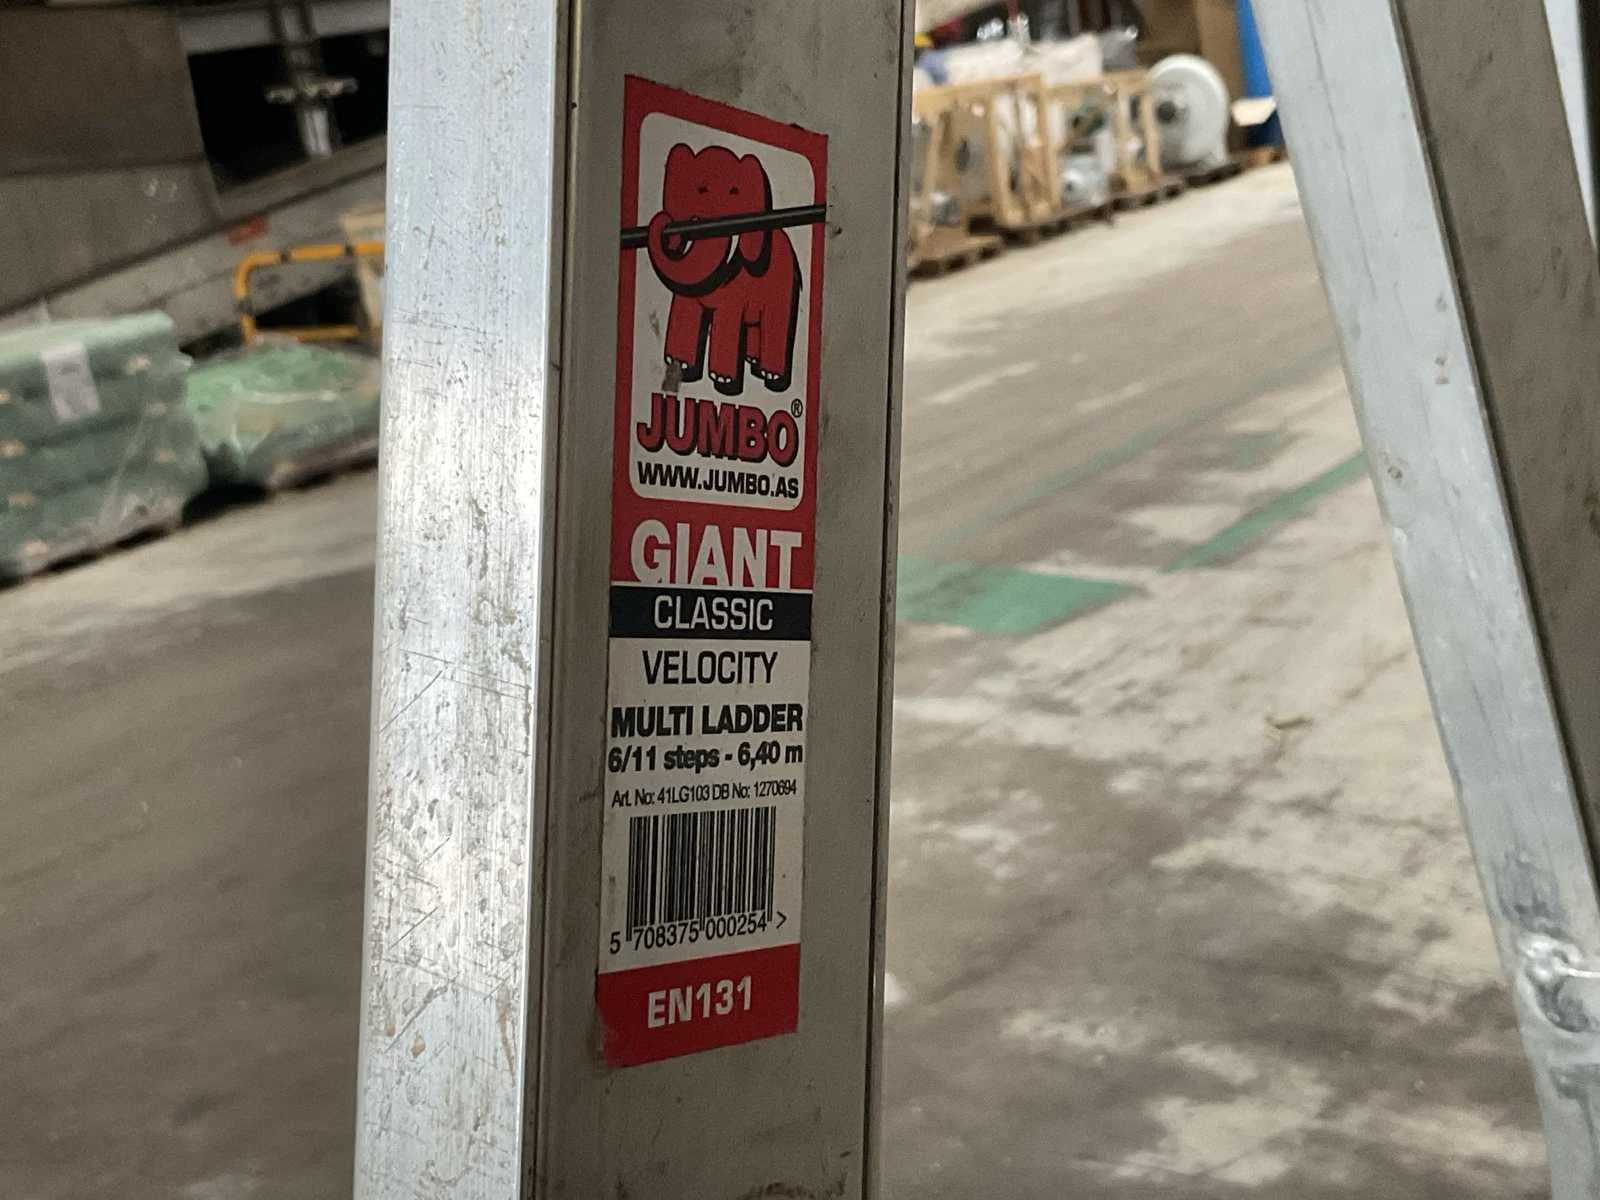 JUMBO®
WWW.JUMBO.AS
GIANT
CLASSIC
VELOCITY
MULTI LADDER
6/11 steps - 6,40 m
Art. No: 41LG103 DB No: 1270694
5 708375 000254 >
EN131